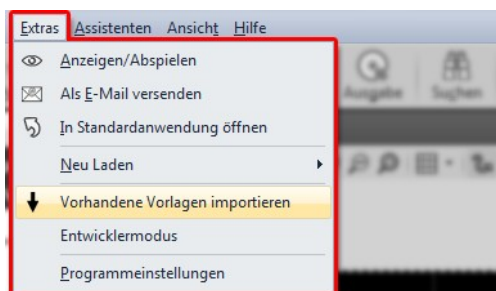 Extras Assistenten Ansicht Hilfe
Anzeigen/Abspielen
Als E-Mail versenden
In Standardanwendung öffnen
Neu Laden
Vorhandene Vorlagen importieren
Entwicklermodus
Programmeinstellungen
Ausgabe Suchen